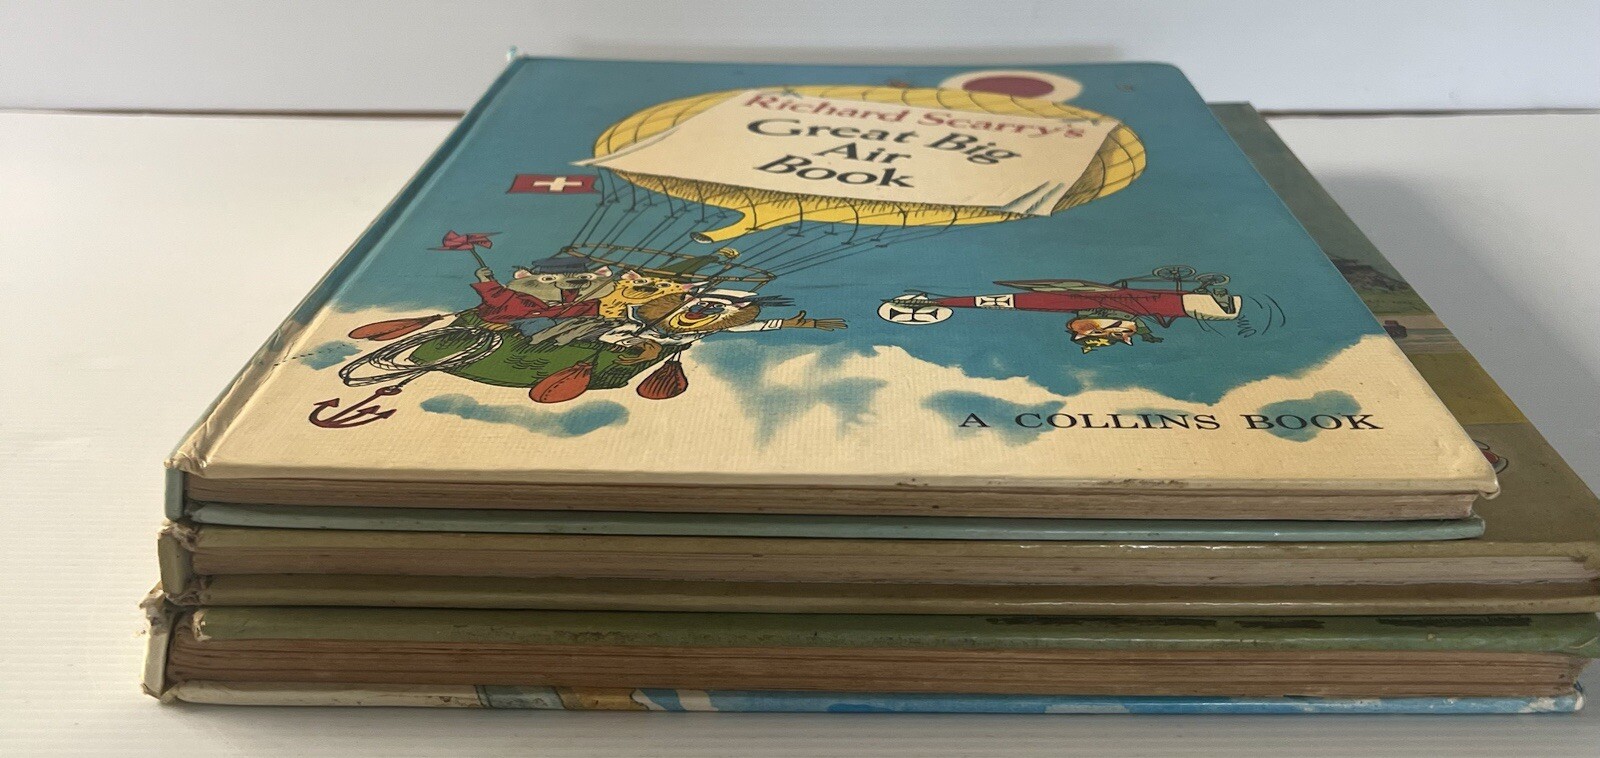 Richard Scarry's
Great Big
Air
Book
A COLLINS BOOK